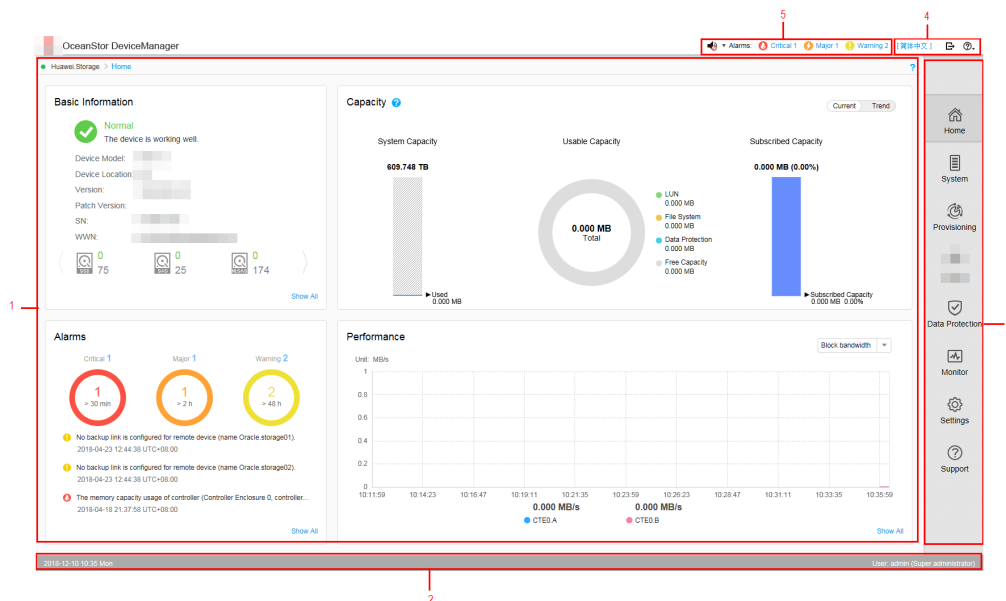 5
4
OceanStor DeviceManager
Alarms: Critical 1 Major 1 Warning 2 [简体中文]
Huawei.Storage > Home
?
Basic Information
Normal
The device is working well.
Device Model:
Device Location:
Version:
Patch Version:
SN:
WWN:
0
75
SAS
0
25
0
174
Show All
Capacity ?
Current Trend
System Capacity
609.748 TB
Used
0.000 MB
Usable Capacity
0.000 MB
Total
LUN
0.000 MB
File System
0.000 MB
Data Protection
0.000 MB
Free Capacity
0.000 MB
Subscribed Capacity
0.000 MB (0.00%)
Subscribed Capacity
0.000 MB 0.00%
1
Alarms
Critical 1
Major 1
Warning 2
1
> 30 min
1
> 2 h
2
> 48 h
No backup link is configured for remote device (name Oracle.storage01).
2018-04-23 12:44:38 UTC+08:00
No backup link is configured for remote device (name Oracle.storage02).
2018-04-23 12:44:38 UTC+08:00
The memory capacity usage of controller (Controller Enclosure 0, controller...
2018-04-18 21:37:58 UTC+08:00
Show All
Performance
Block bandwidth
Unit: MB/s
1
0.8
0.6
0.4
0.2
0
10:11:59 10:14:23 10:16:47 10:19:11 10:21:35 10:23:59 10:26:23 10:28:47 10:31:11 10:33:35 10:35:59
0.000 MB/s
CTE0.A
0.000 MB/s
CTE0.B
Show All
Home
System
Provisioning
Data Protection
Monitor
Settings
Support
2018-12-10 10:35 Mon
User: admin (Super administrator)
2